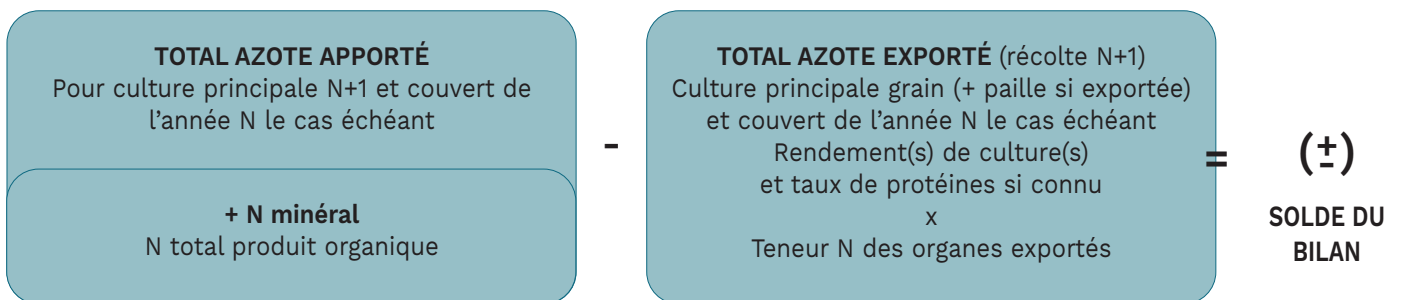 TOTAL AZOTE APPORTÉ
Pour culture principale N+1 et couvert de
l'année N le cas échéant
+ N minéral
N total produit organique
-
TOTAL AZOTE EXPORTÉ (récolte N+1)
Culture principale grain (+ paille si exportée)
et couvert de l'année N le cas échéant
Rendement(s) de culture(s)
et taux de protéines si connu
x
Teneur N des organes exportés
=
(±)
SOLDE DU
BILAN